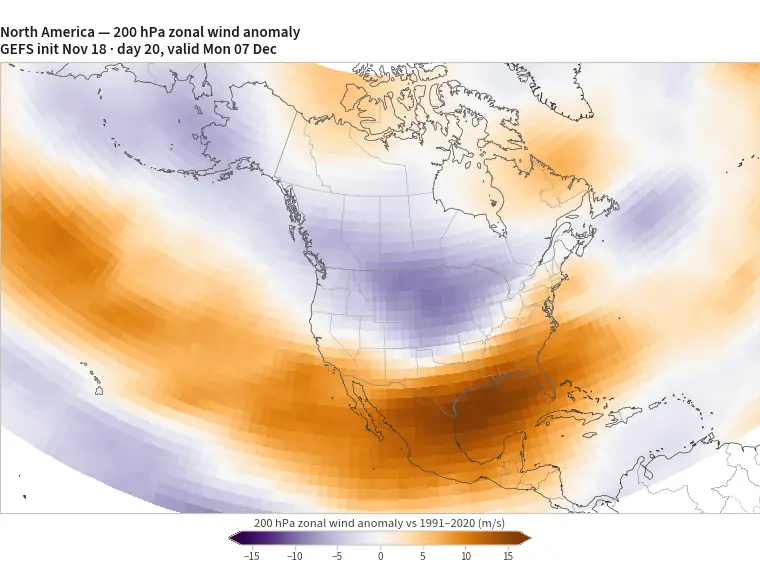 North America — 200 hPa zonal wind anomaly
GEFS init Nov 18 · day 20, valid Mon 07 Dec
200 hPa zonal wind anomaly vs 1991–2020 (m/s)
−15 −10 −5 0 5 10 15